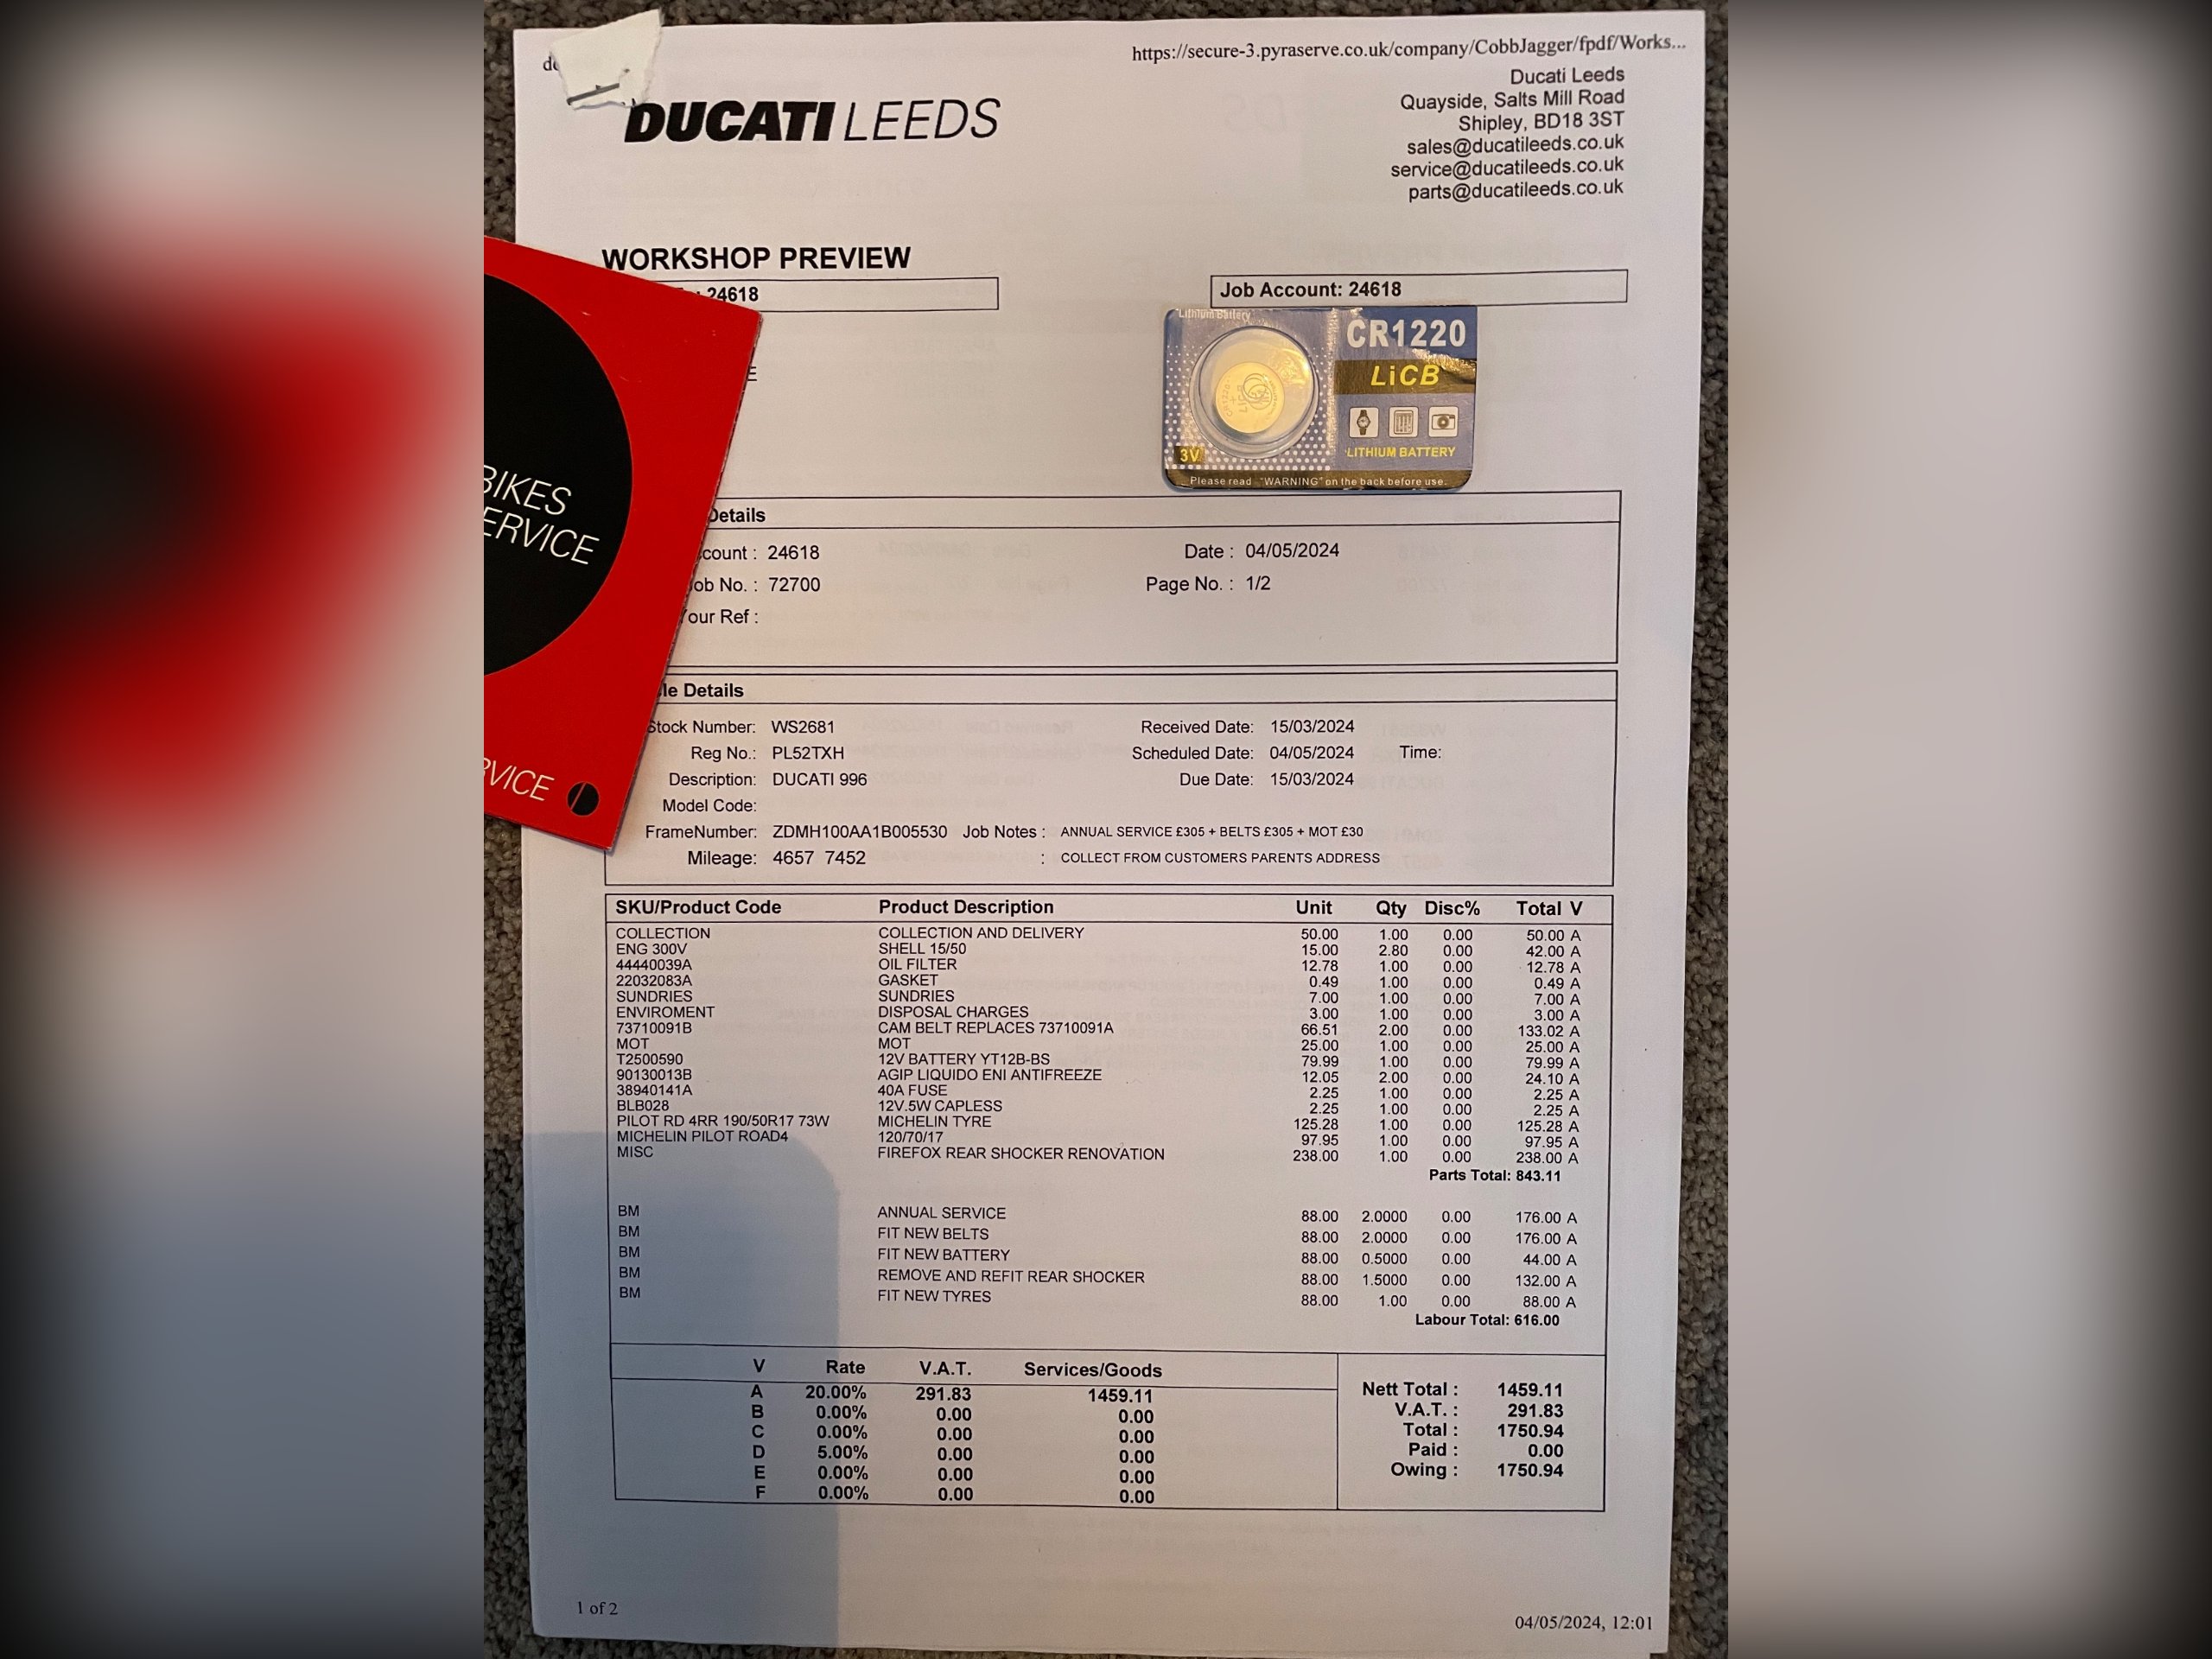 https://secure-3.pyraserve.co.uk/company/CobbJagger/fpdf/Works...
DUCATI LEEDS
Ducati Leeds
Quayside, Salts Mill Road
Shipley, BD18 3ST
sales@ducatileeds.co.uk
service@ducatileeds.co.uk
parts@ducatileeds.co.uk
WORKSHOP PREVIEW
: 24618
Job Account: 24618
Lithium Battery
CR1220
LiCB
3V
LITHIUM BATTERY
Please read "WARNING" on the back before use.
BIKES
ERVICE
RVICE
Details
count : 24618 Date : 04/05/2024
ob No. : 72700 Page No. : 1/2
Your Ref :
le Details
Stock Number: WS2681 Received Date: 15/03/2024
Reg No.: PL52TXH Scheduled Date: 04/05/2024 Time:
Description: DUCATI 996 Due Date: 15/03/2024
Model Code:
FrameNumber: ZDMH100AA1B005530 Job Notes : ANNUAL SERVICE £305 + BELTS £305 + MOT £30
Mileage: 4657 7452 : COLLECT FROM CUSTOMERS PARENTS ADDRESS
SKU/Product Code Product Description Unit Qty Disc% Total V
COLLECTION COLLECTION AND DELIVERY 50.00 1.00 0.00 50.00 A
ENG 300V SHELL 15/50 15.00 2.80 0.00 42.00 A
44440039A OIL FILTER 12.78 1.00 0.00 12.78 A
22032083A GASKET 0.49 1.00 0.00 0.49 A
SUNDRIES SUNDRIES 7.00 1.00 0.00 7.00 A
ENVIROMENT DISPOSAL CHARGES 3.00 1.00 0.00 3.00 A
73710091B CAM BELT REPLACES 73710091A 66.51 2.00 0.00 133.02 A
MOT MOT 25.00 1.00 0.00 25.00 A
T2500590 12V BATTERY YT12B-BS 79.99 1.00 0.00 79.99 A
90130013B AGIP LIQUIDO ENI ANTIFREEZE 12.05 2.00 0.00 24.10 A
38940141A 40A FUSE 2.25 1.00 0.00 2.25 A
BLB028 12V.5W CAPLESS 2.25 1.00 0.00 2.25 A
PILOT RD 4RR 190/50R17 73W MICHELIN TYRE 125.28 1.00 0.00 125.28 A
MICHELIN PILOT ROAD4 120/70/17 97.95 1.00 0.00 97.95 A
MISC FIREFOX REAR SHOCKER RENOVATION 238.00 1.00 0.00 238.00 A
Parts Total: 843.11
BM ANNUAL SERVICE 88.00 2.0000 0.00 176.00 A
BM FIT NEW BELTS 88.00 2.0000 0.00 176.00 A
BM FIT NEW BATTERY 88.00 0.5000 0.00 44.00 A
BM REMOVE AND REFIT REAR SHOCKER 88.00 1.5000 0.00 132.00 A
BM FIT NEW TYRES 88.00 1.00 0.00 88.00 A
Labour Total: 616.00
V Rate V.A.T. Services/Goods
A 20.00% 291.83 1459.11
B 0.00% 0.00 0.00
C 0.00% 0.00 0.00
D 5.00% 0.00 0.00
E 0.00% 0.00 0.00
F 0.00% 0.00 0.00
Nett Total : 1459.11
V.A.T. : 291.83
Total : 1750.94
Paid : 0.00
Owing : 1750.94
1 of 2
04/05/2024, 12:01